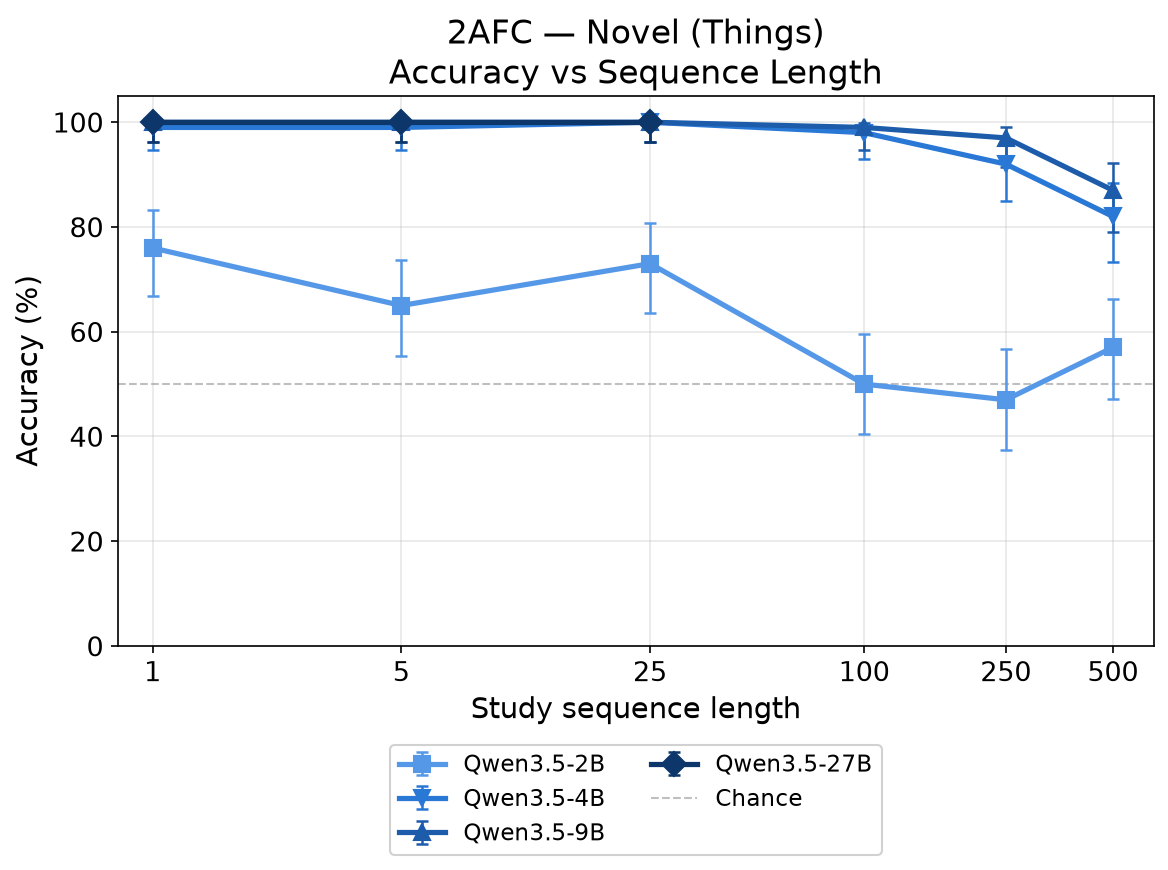 2AFC — Novel (Things)
Accuracy vs Sequence Length
Accuracy (%)
100
80
60
40
20
0
1 5 25 100 250 500
Study sequence length
Qwen3.5-2B Qwen3.5-27B
Qwen3.5-4B Chance
Qwen3.5-9B